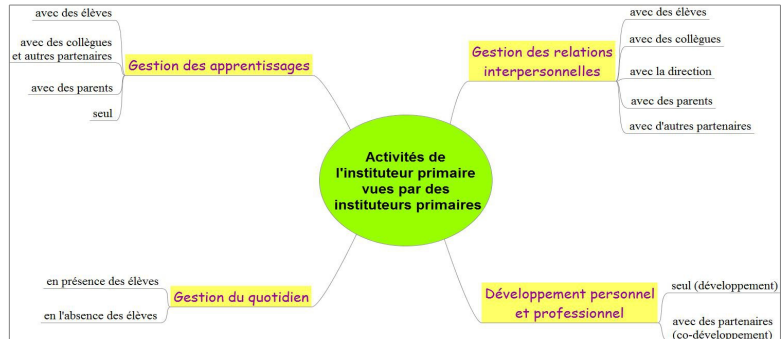 Activités de
l'instituteur primaire
vues par des
instituteurs primaires
Gestion des apprentissages
avec des élèves
avec des collègues
et autres partenaires
avec des parents
seul
Gestion des relations
interpersonnelles
avec des élèves
avec des collègues
avec la direction
avec des parents
avec d'autres partenaires
Gestion du quotidien
en présence des élèves
en l'absence des élèves
Développement personnel
et professionnel
seul (développement)
avec des partenaires
(co-développement)